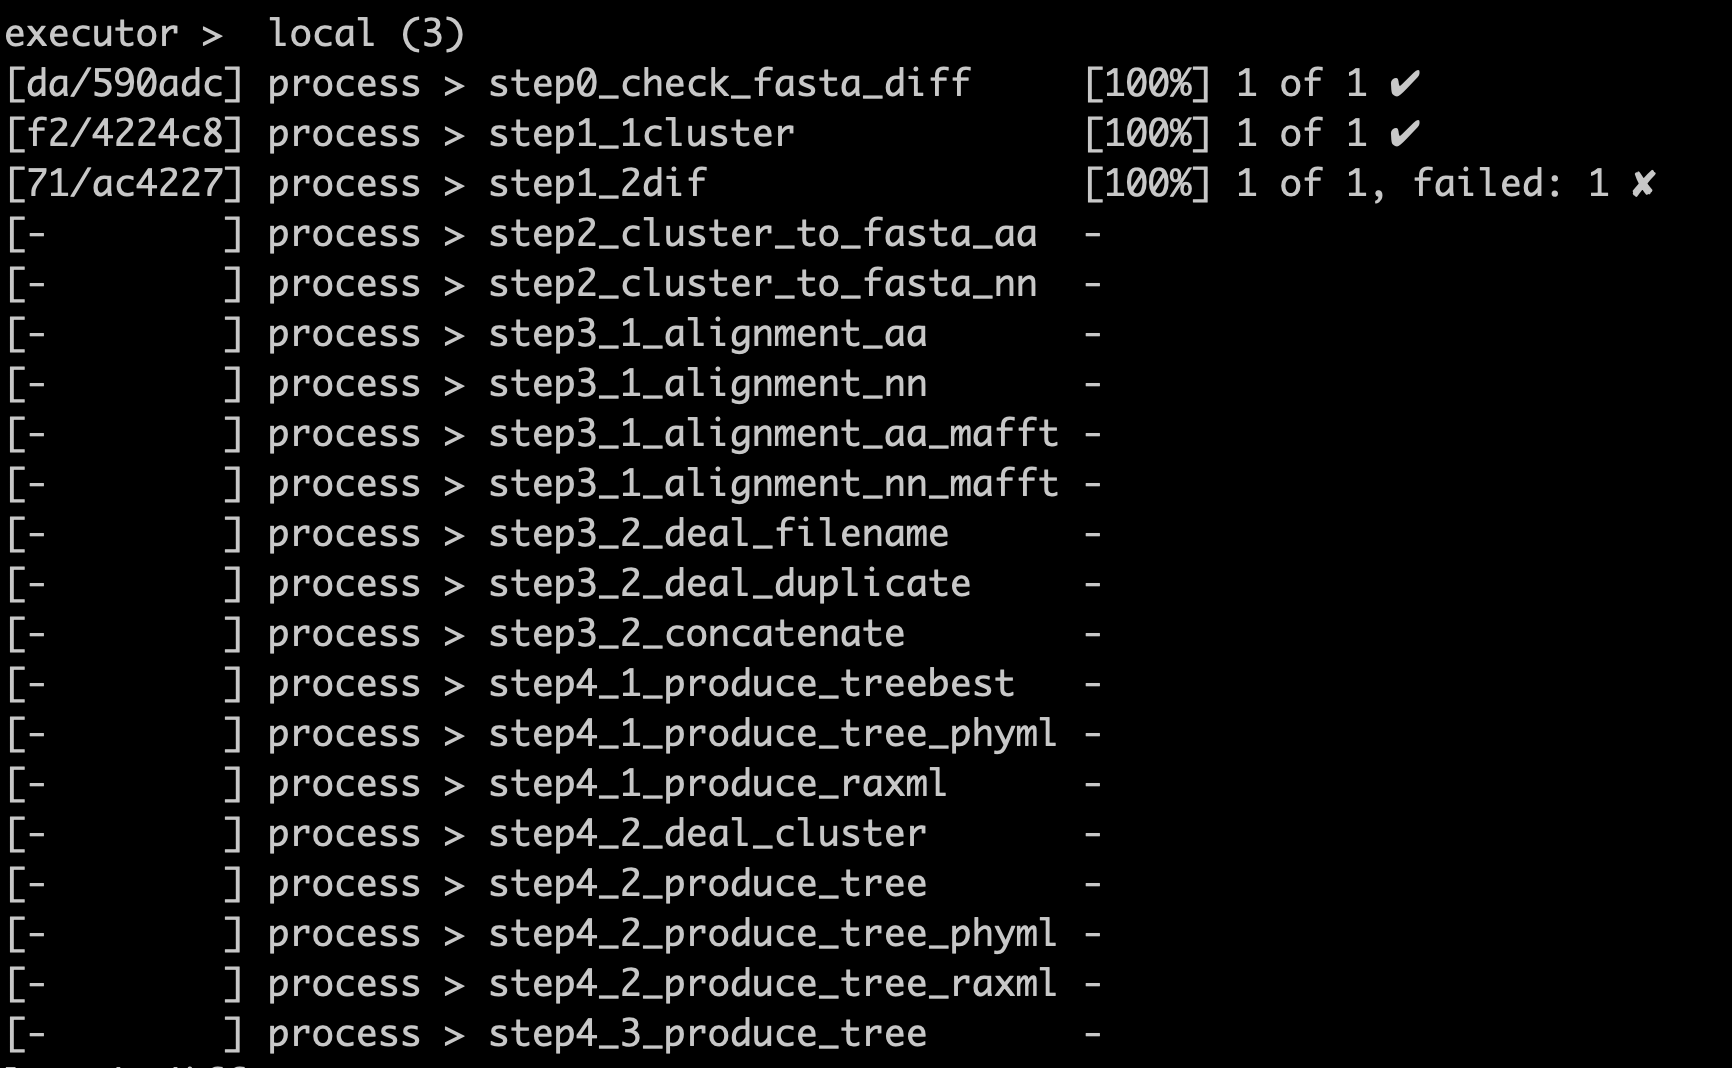 executor >  local (3)
[da/590adc] process > step0_check_fasta_diff     [100%] 1 of 1 ✔
[f2/4224c8] process > step1_1cluster             [100%] 1 of 1 ✔
[71/ac4227] process > step1_2dif                 [100%] 1 of 1, failed: 1 ✘
[-        ] process > step2_cluster_to_fasta_aa  -
[-        ] process > step2_cluster_to_fasta_nn  -
[-        ] process > step3_1_alignment_aa       -
[-        ] process > step3_1_alignment_nn       -
[-        ] process > step3_1_alignment_aa_mafft -
[-        ] process > step3_1_alignment_nn_mafft -
[-        ] process > step3_2_deal_filename      -
[-        ] process > step3_2_deal_duplicate     -
[-        ] process > step3_2_concatenate        -
[-        ] process > step4_1_produce_treebest   -
[-        ] process > step4_1_produce_tree_phyml -
[-        ] process > step4_1_produce_raxml      -
[-        ] process > step4_2_deal_cluster       -
[-        ] process > step4_2_produce_tree       -
[-        ] process > step4_2_produce_tree_phyml -
[-        ] process > step4_2_produce_tree_raxml -
[-        ] process > step4_3_produce_tree       -